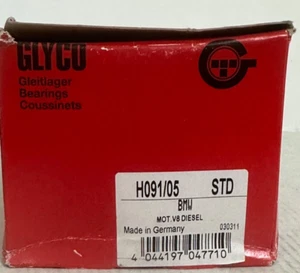 GLYCO
Gleitlager
Bearings
Coussinets
H091/05 STD
BMW
MOT.V8 DIESEL
Made in Germany 030311
4 044197 047710